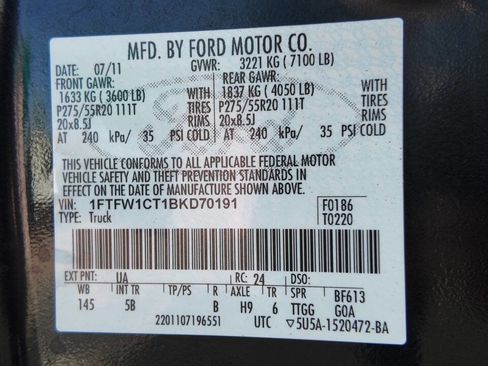 MFD. BY FORD MOTOR CO.
DATE: 07/11 GVWR: 3221 KG ( 7100 LB)
FRONT GAWR: REAR GAWR:
1633 KG ( 3600 LB) WITH 1837 KG ( 4050 LB) WITH
P275/55R20 111T TIRES P275/55R20 111T TIRES
20x8.5J RIMS 20x8.5J RIMS
AT 240 kPa/ 35 PSI COLD AT 240 kPa/ 35 PSI COLD
THIS VEHICLE CONFORMS TO ALL APPLICABLE FEDERAL MOTOR
VEHICLE SAFETY AND THEFT PREVENTION STANDARDS IN
EFFECT ON THE DATE OF MANUFACTURE SHOWN ABOVE.
VIN: 1FTFW1CT1BKD70191 F0186
TYPE: Truck T0220
EXT PNT: UA RC: 24 DSO:
WB INT TR TP/PS R AXLE TR SPR BF613
145 5B B H9 6 TTGG GOA
2201107196551 UTC ▽5U5A-1520472-BA